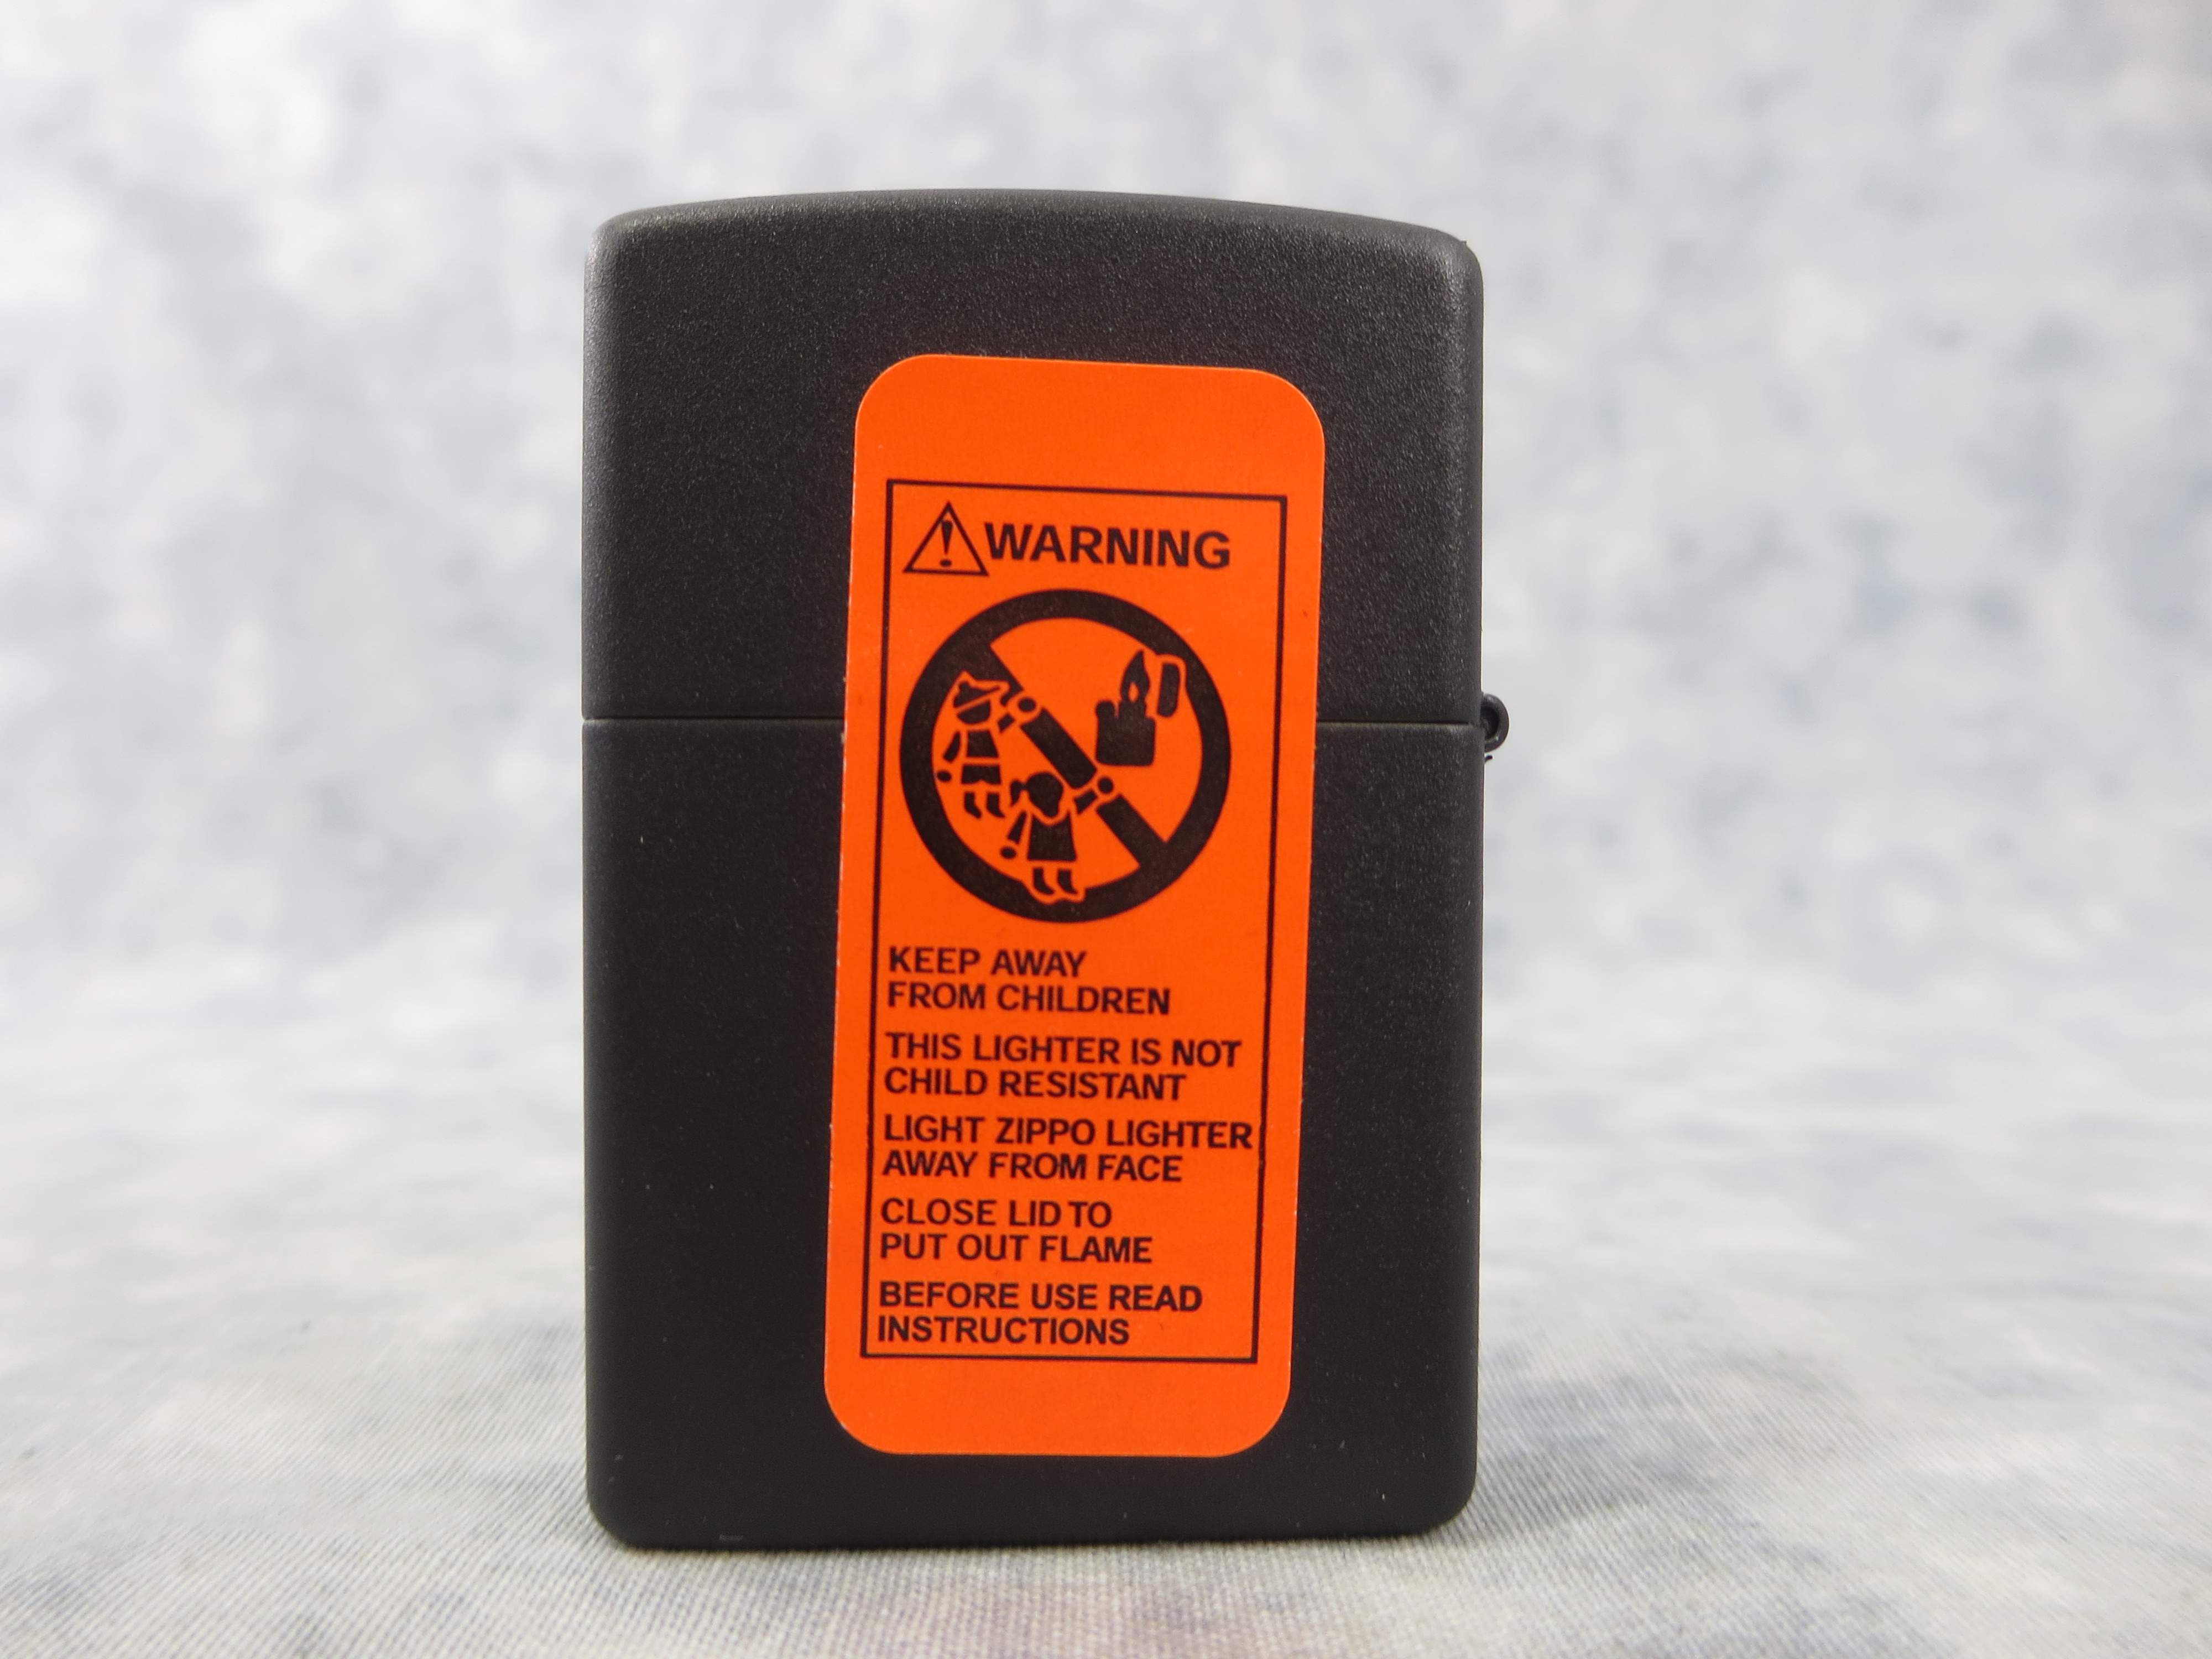 WARNING
KEEP AWAY
FROM CHILDREN
THIS LIGHTER IS NOT
CHILD RESISTANT
LIGHT ZIPPO LIGHTER
AWAY FROM FACE
CLOSE LID TO
PUT OUT FLAME
BEFORE USE READ
INSTRUCTIONS